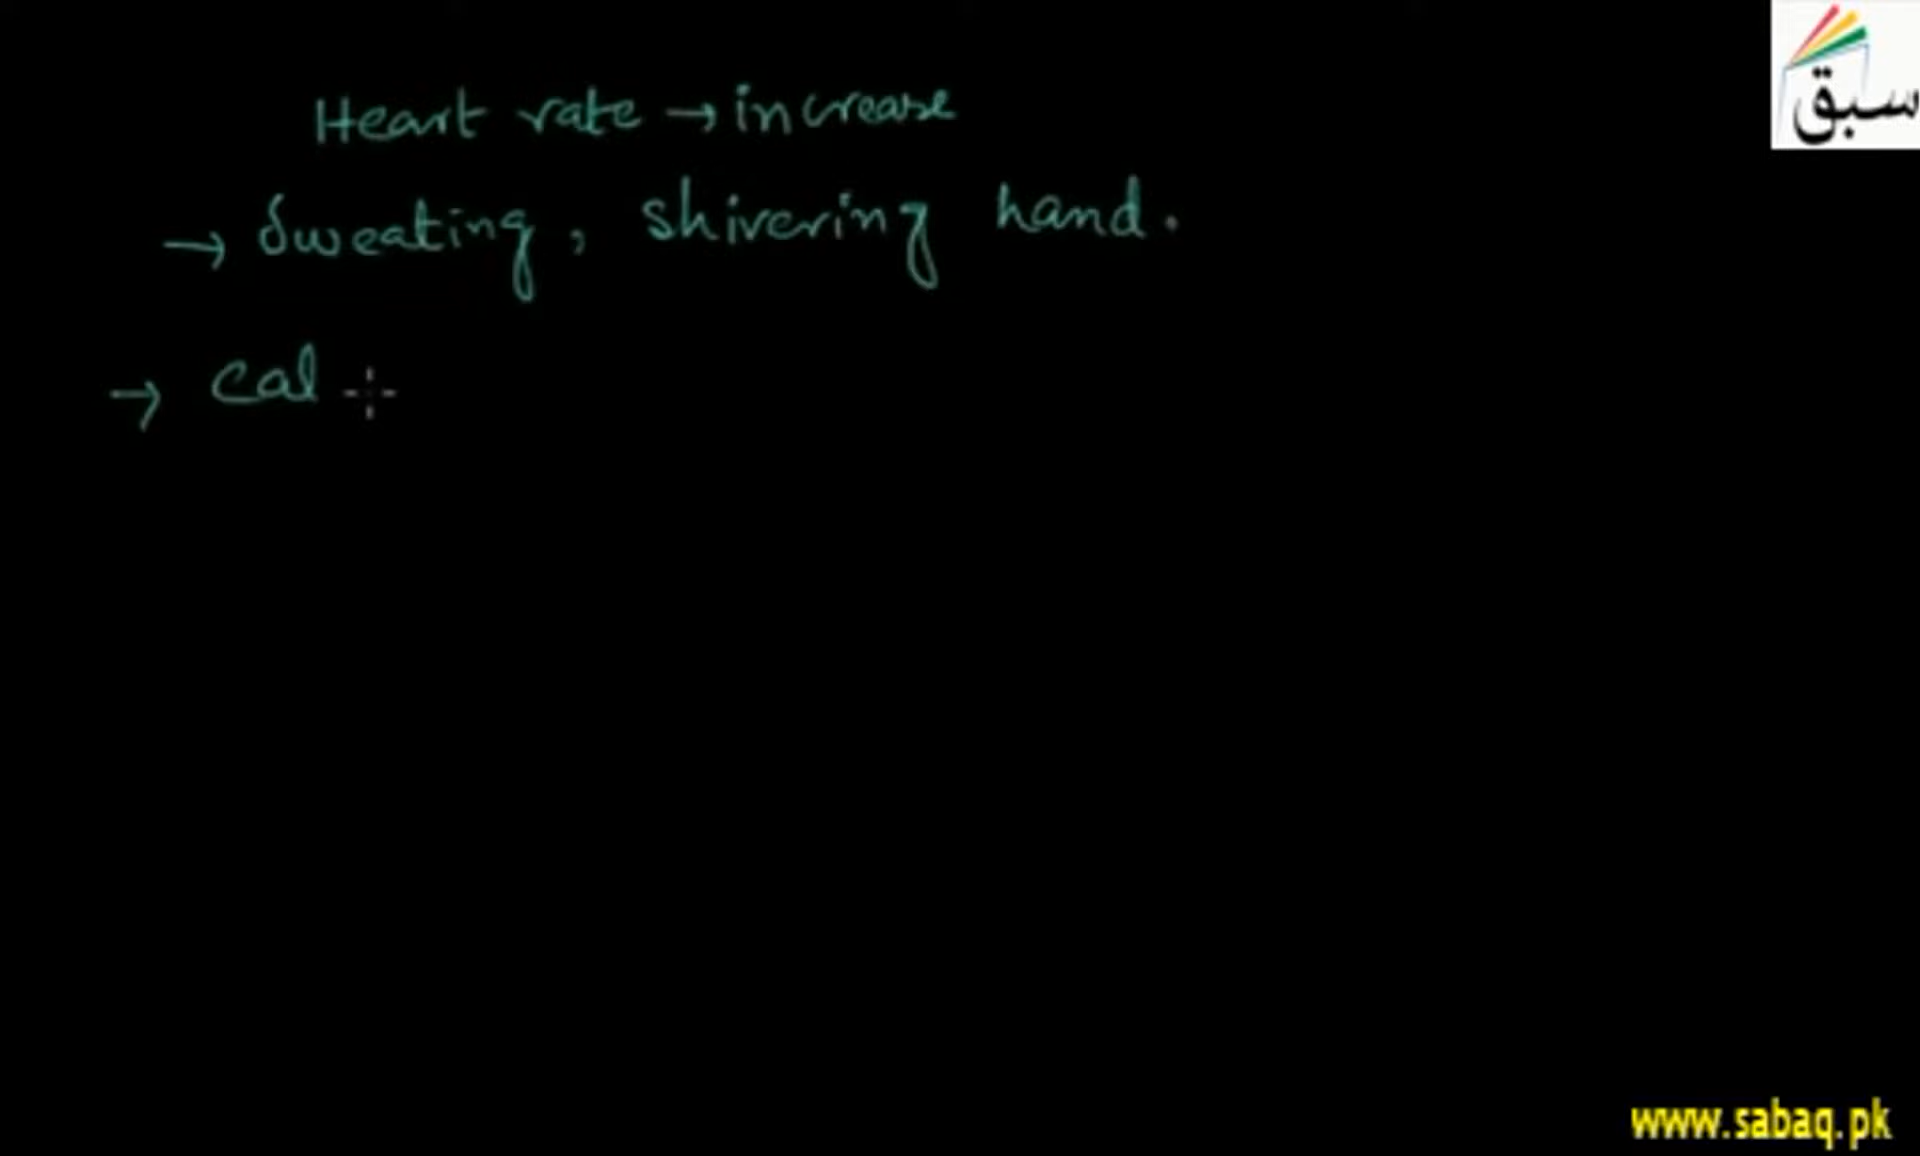 سبق
Heart rate → increase
→ Sweating, shivering hand.
→ Cal
www.sabaq.pk